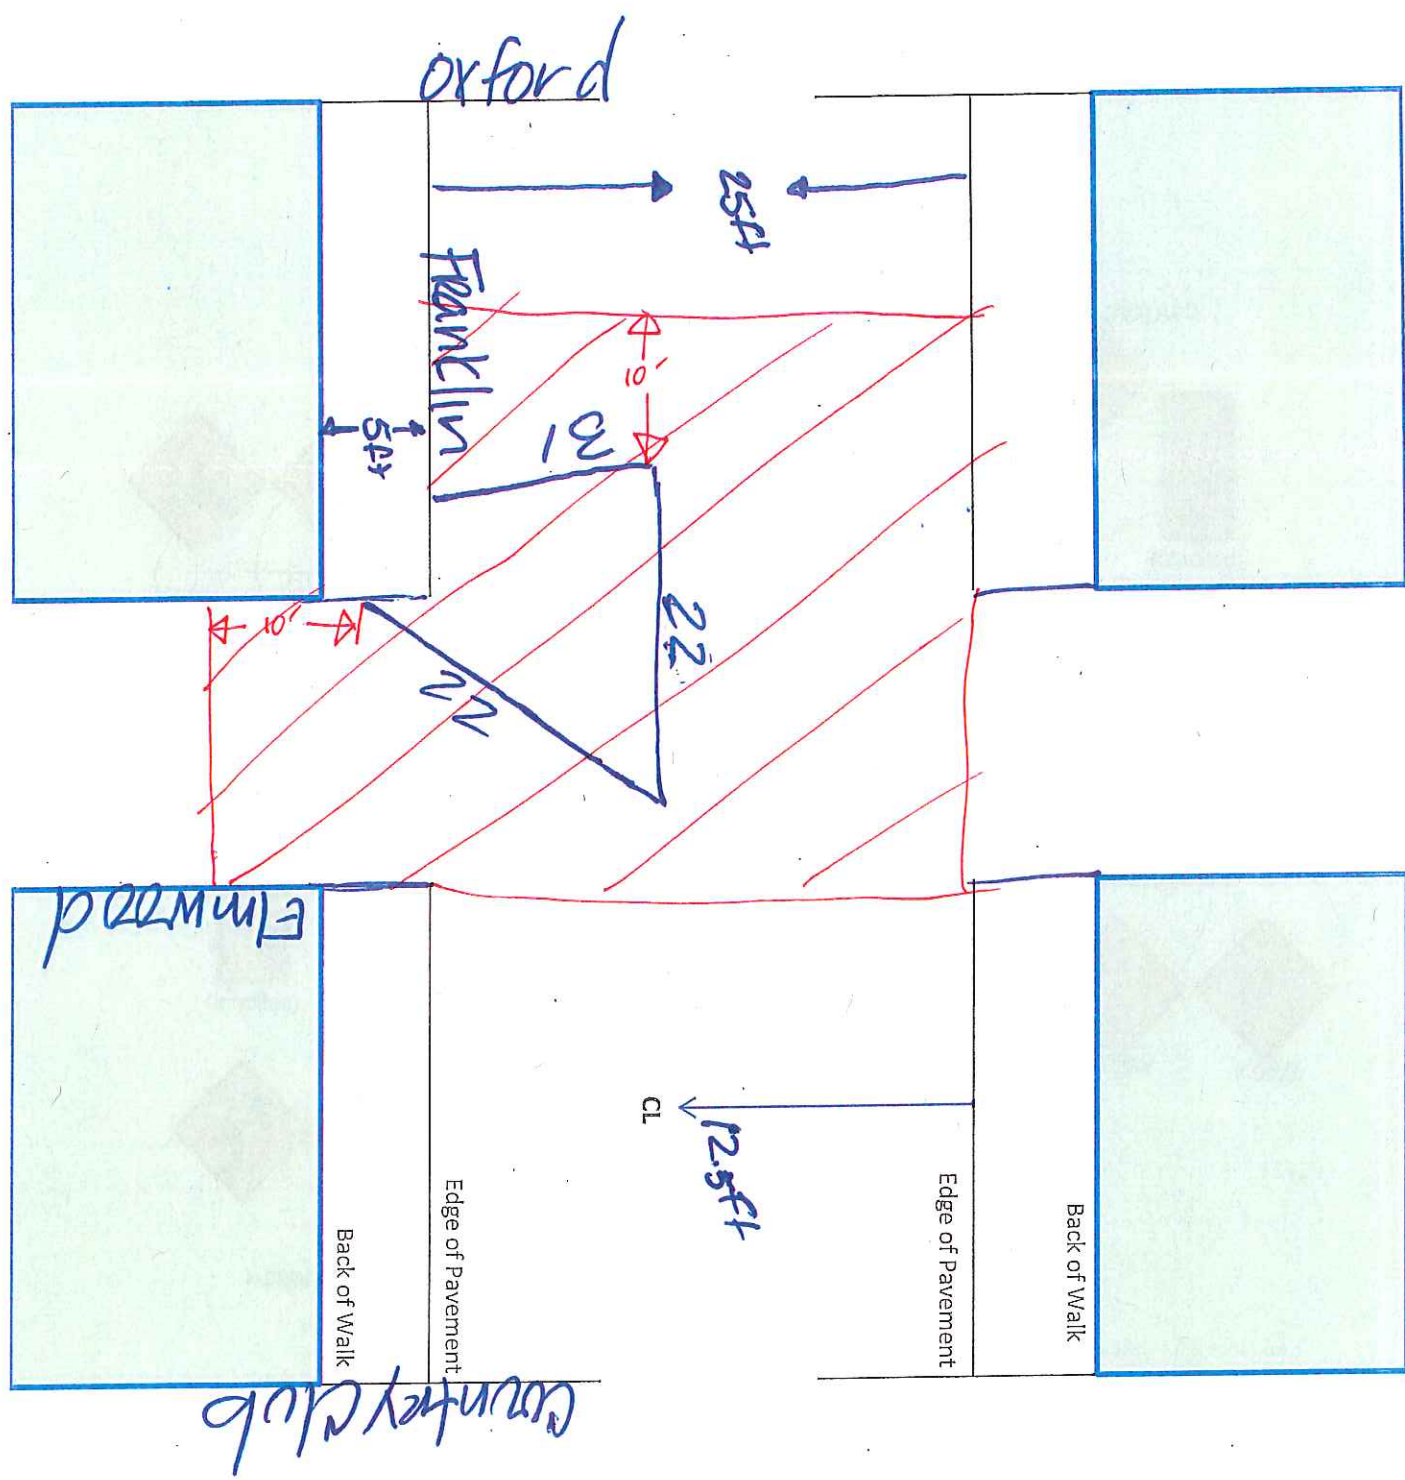 oxford
25ft
Franklin
10'
5ft
31
22
10'
22
Elmwood
CL
12.5ft
Edge of Pavement
Back of Walk
Edge of Pavement
Back of Walk
Country Club